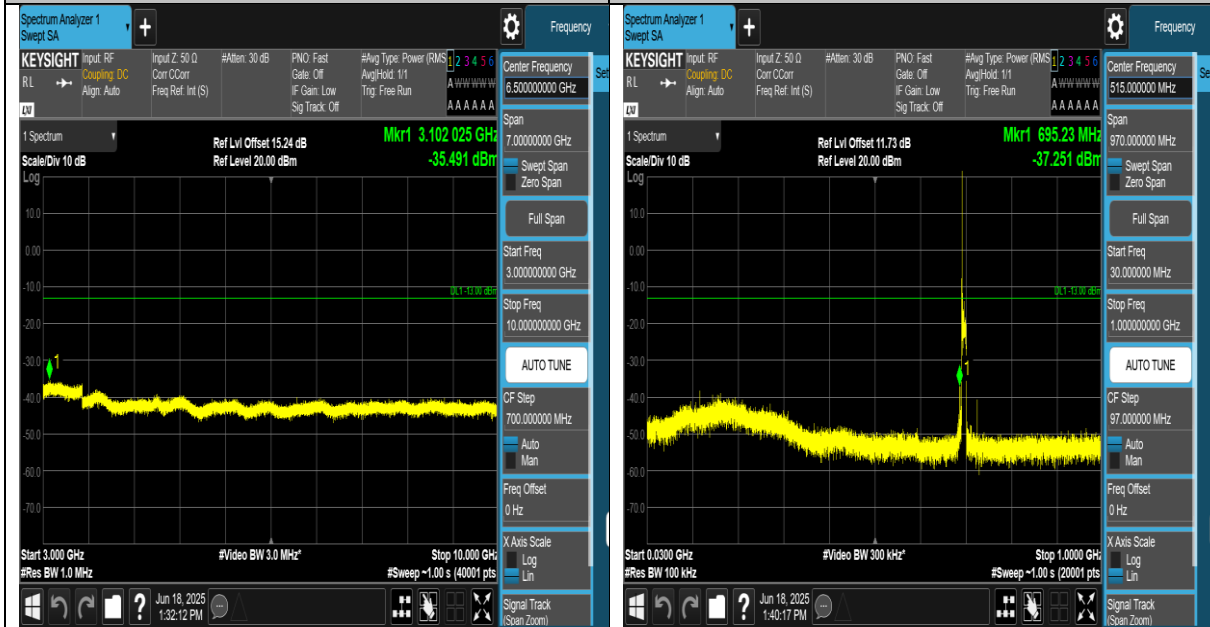 Spectrum Analyzer 1
Swept SA
+
Frequency
KEYSIGHT
RL
LXI
Input: RF
Coupling: DC
Align: Auto
Input Z: 50 Ω
Corr CCorr
Freq Ref: Int (S)
#Atten: 30 dB
PNO: Fast
Gate: Off
IF Gain: Low
Sig Track: Off
#Avg Type: Power (RMS
Avg|Hold: 1/1
Trig: Free Run
1 2 3 4 5 6
A W W W W W
A A A A A A
1 Spectrum
Scale/Div 10 dB
Log
Ref Lvl Offset 15.24 dB
Ref Level 20.00 dBm
Mkr1 3.102 025 GHz
-35.491 dBm
10.0
0.00
-10.0
-20.0
-30.0
-40.0
-50.0
-60.0
-70.0
DL1 -13.00 dBm
1
Start 3.000 GHz
#Res BW 1.0 MHz
#Video BW 3.0 MHz*
Stop 10.000 GHz
#Sweep ~1.00 s (40001 pts
Center Frequency
6.500000000 GHz
Span
7.00000000 GHz
Swept Span
Zero Span
Full Span
Start Freq
3.000000000 GHz
Stop Freq
10.000000000 GHz
AUTO TUNE
CF Step
700.000000 MHz
Auto
Man
Freq Offset
0 Hz
X Axis Scale
Log
Lin
Signal Track
(Span Zoom)
?
Jun 18, 2025
1:32:12 PM
Set
Spectrum Analyzer 1
Swept SA
+
Frequency
KEYSIGHT
RL
LXI
Input: RF
Coupling: DC
Align: Auto
Input Z: 50 Ω
Corr CCorr
Freq Ref: Int (S)
#Atten: 30 dB
PNO: Fast
Gate: Off
IF Gain: Low
Sig Track: Off
#Avg Type: Power (RMS
Avg|Hold: 1/1
Trig: Free Run
1 2 3 4 5 6
A W W W W W
A A A A A A
1 Spectrum
Scale/Div 10 dB
Log
Ref Lvl Offset 11.73 dB
Ref Level 20.00 dBm
Mkr1 695.23 MHz
-37.251 dBm
10.0
0.00
-10.0
-20.0
-30.0
-40.0
-50.0
-60.0
-70.0
DL1 -13.00 dBm
1
Start 0.0300 GHz
#Res BW 100 kHz
#Video BW 300 kHz*
Stop 1.0000 GHz
#Sweep ~1.00 s (20001 pts
Center Frequency
515.000000 MHz
Span
970.000000 MHz
Swept Span
Zero Span
Full Span
Start Freq
30.000000 MHz
Stop Freq
1.000000000 GHz
AUTO TUNE
CF Step
97.000000 MHz
Auto
Man
Freq Offset
0 Hz
X Axis Scale
Log
Lin
Signal Track
(Span Zoom)
?
Jun 18, 2025
1:40:17 PM
Se